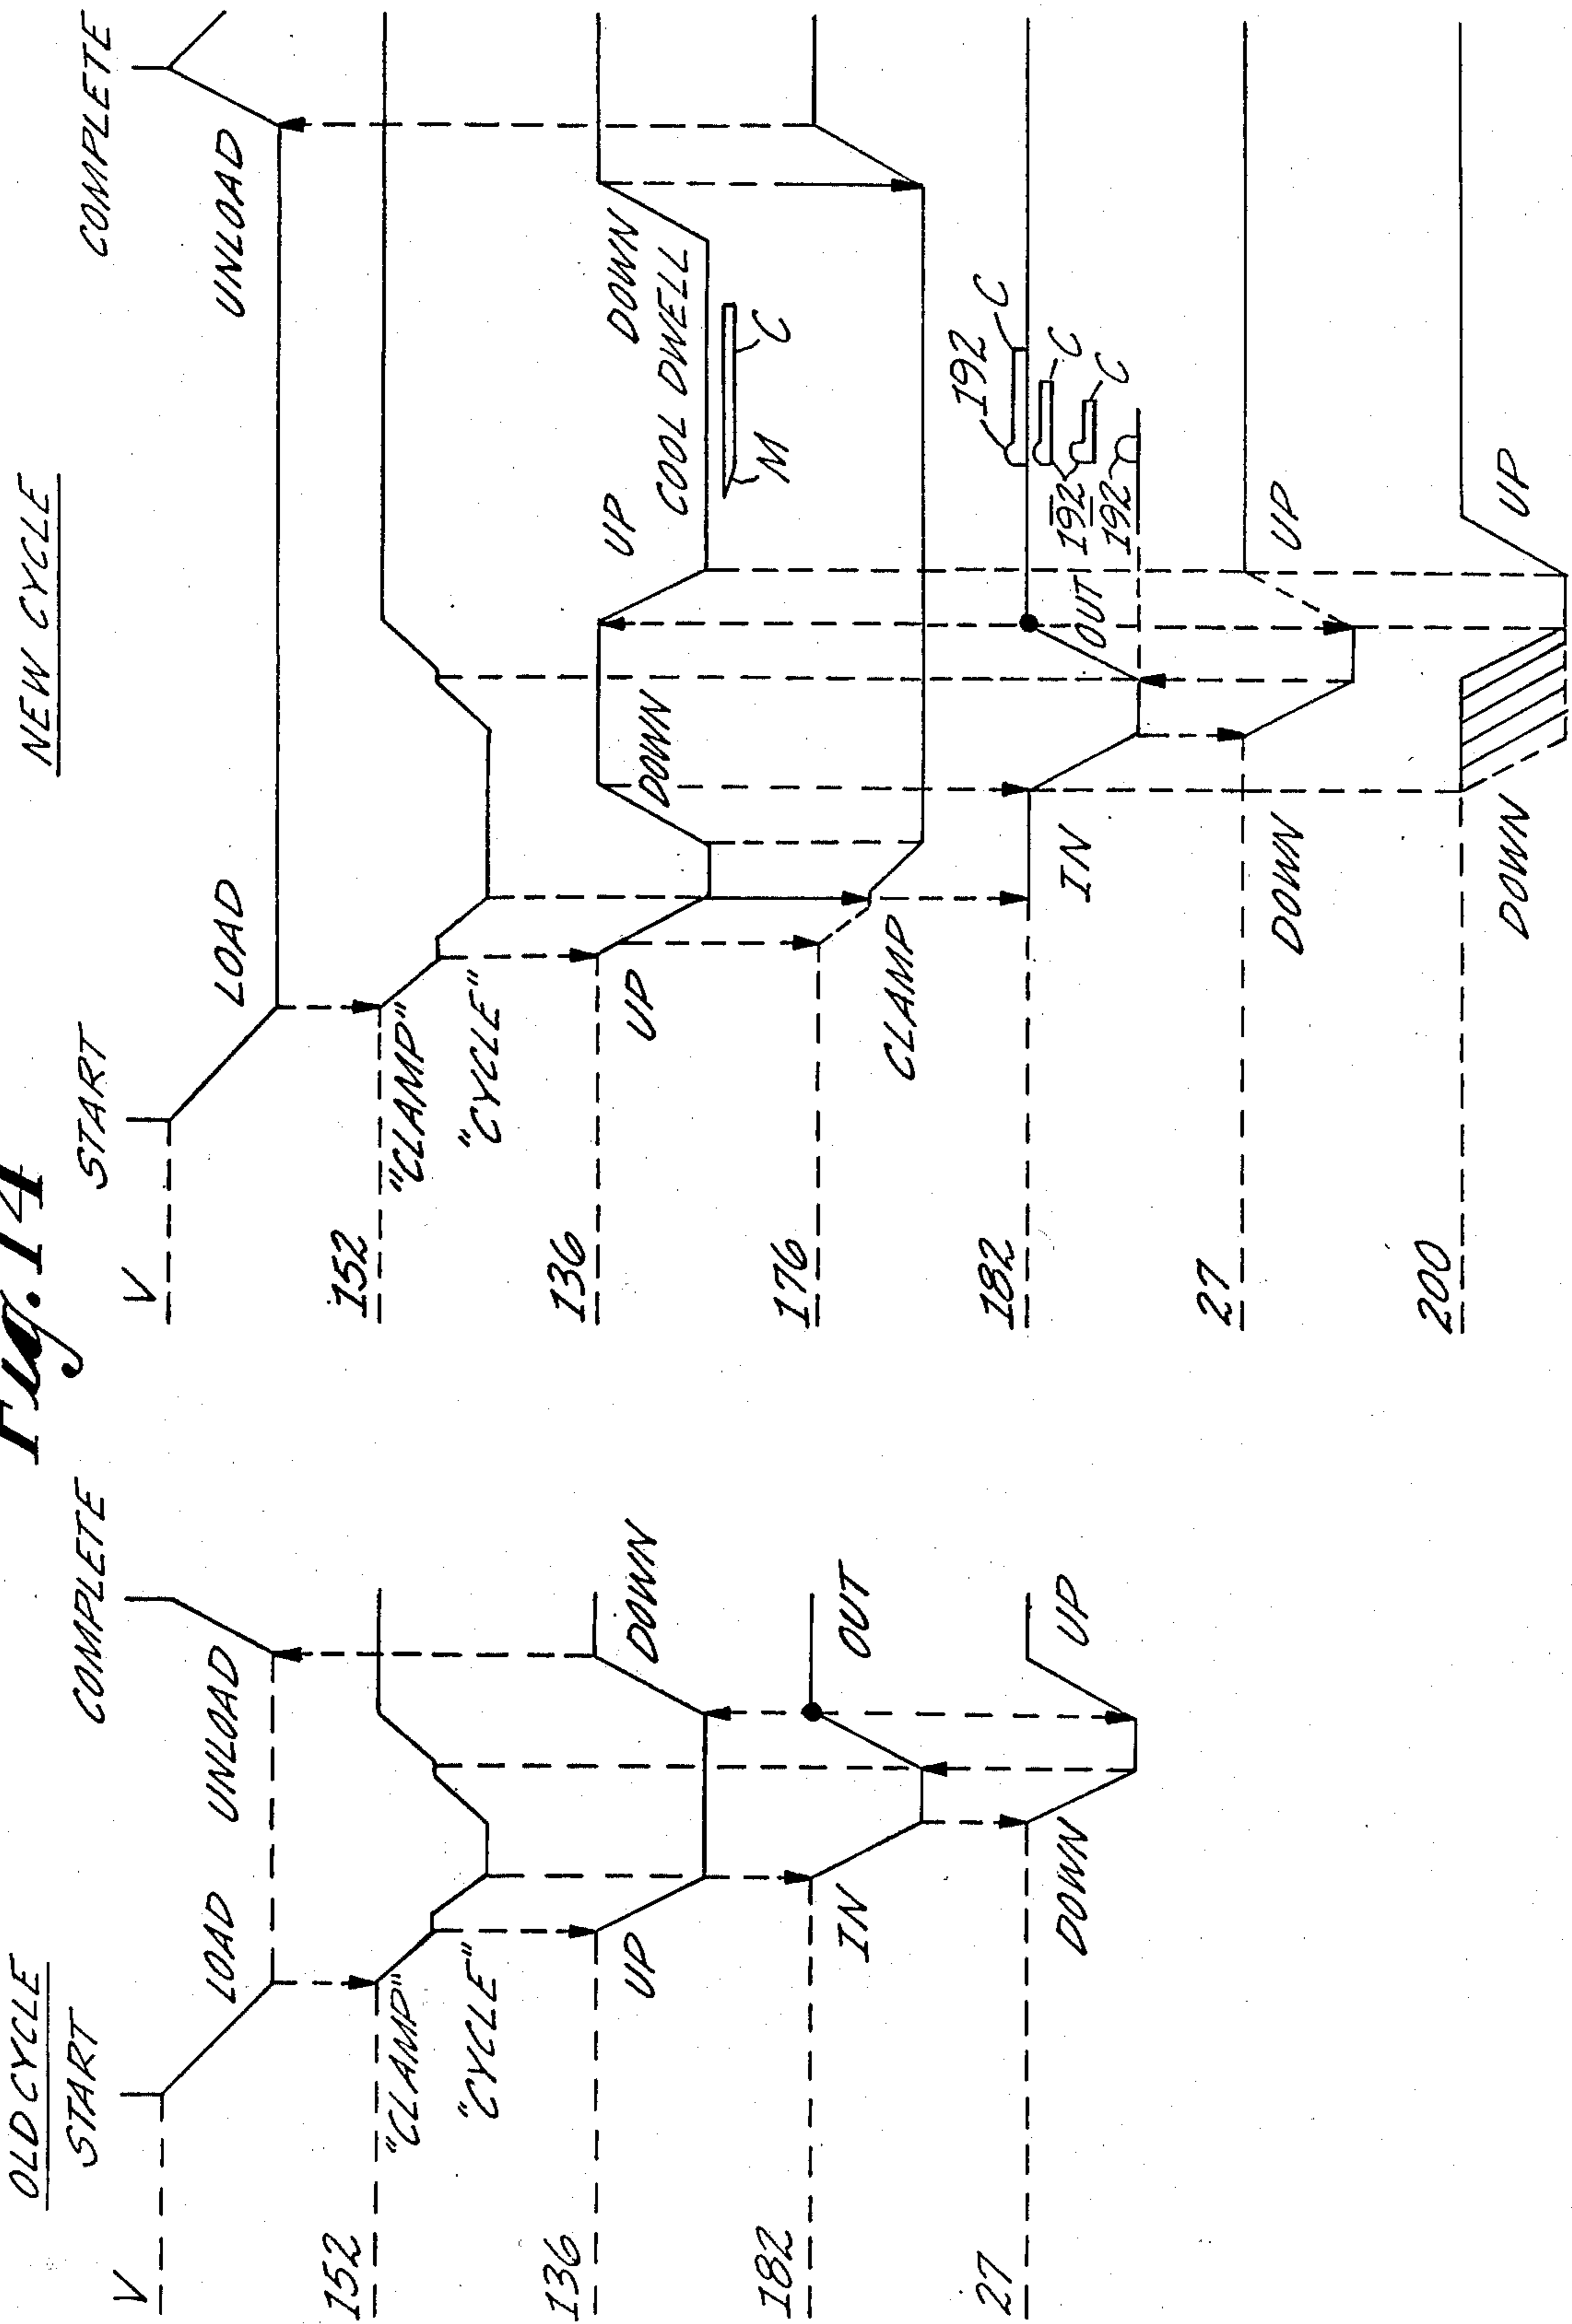 Fig. 14
OLD CYCLE
START
COMPLETE
V
LOAD
UNLOAD
152
"CLAMP"
"CYCLE"
136
UP
DOWN
182
IN
OUT
27
DOWN
UP
NEW CYCLE
START
COMPLETE
V
LOAD
UNLOAD
152
"CLAMP"
"CYCLE"
136
UP
DOWN
UP
DOWN
COOL DWELL
M
C
176
CLAMP
182
IN
OUT
192
C
192
C
C
192
27
DOWN
UP
200
DOWN
UP